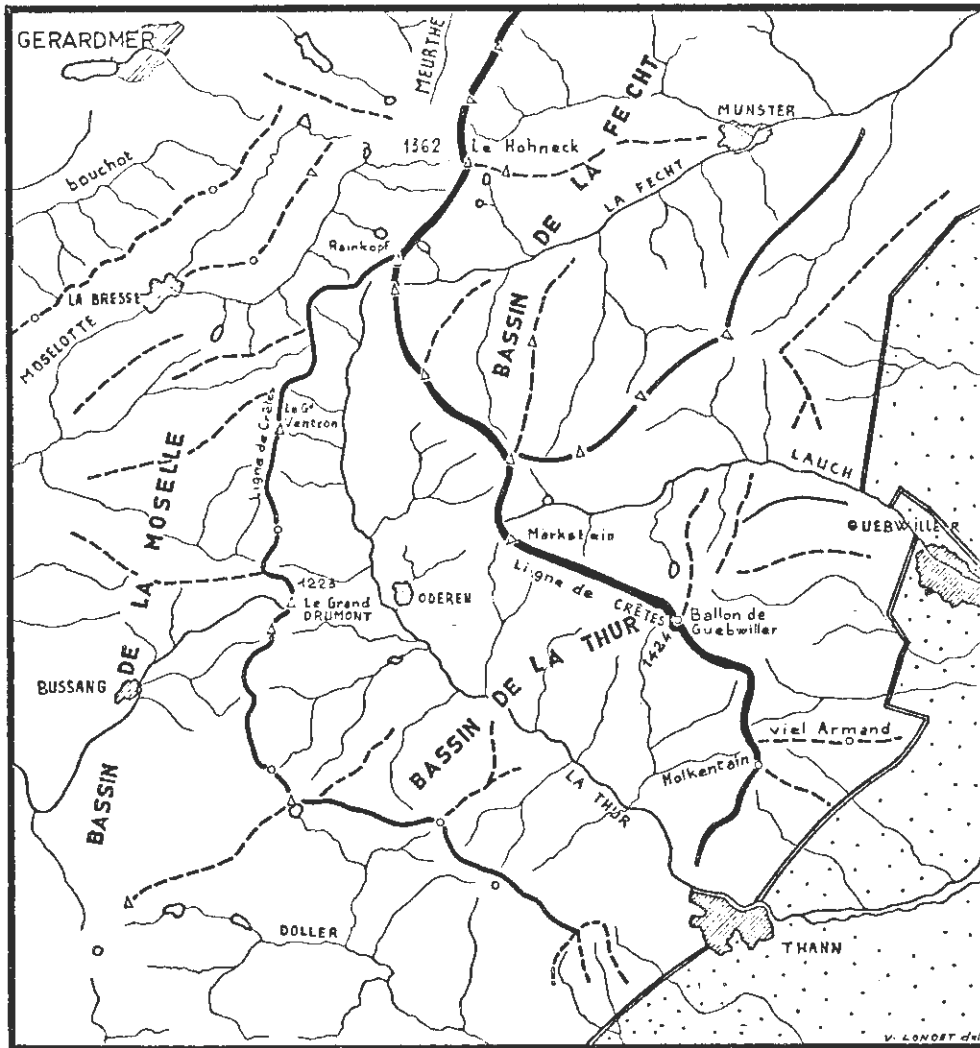 GERARDMER
MEURTHE
BASSIN DE LA FECHT
MUNSTER
1362 Le Hohneck
LA FECHT
bouchot
Rainkopf
LA BRESSE
MOSELOTTE
Le Gd Ventron
Ligne de Crêtes
LAUCH
GUEBWILLER
Markstein
Ligne de CRÊTES
Ballon de
Guebwiller
1424
1223
Le Grand
DRUMONT
ODEREN
BUSSANG
BASSIN DE LA MOSELLE
BASSIN DE LA THUR
viel Armand
Molkentain
LA THUR
DOLLER
THANN
V. LONDET del